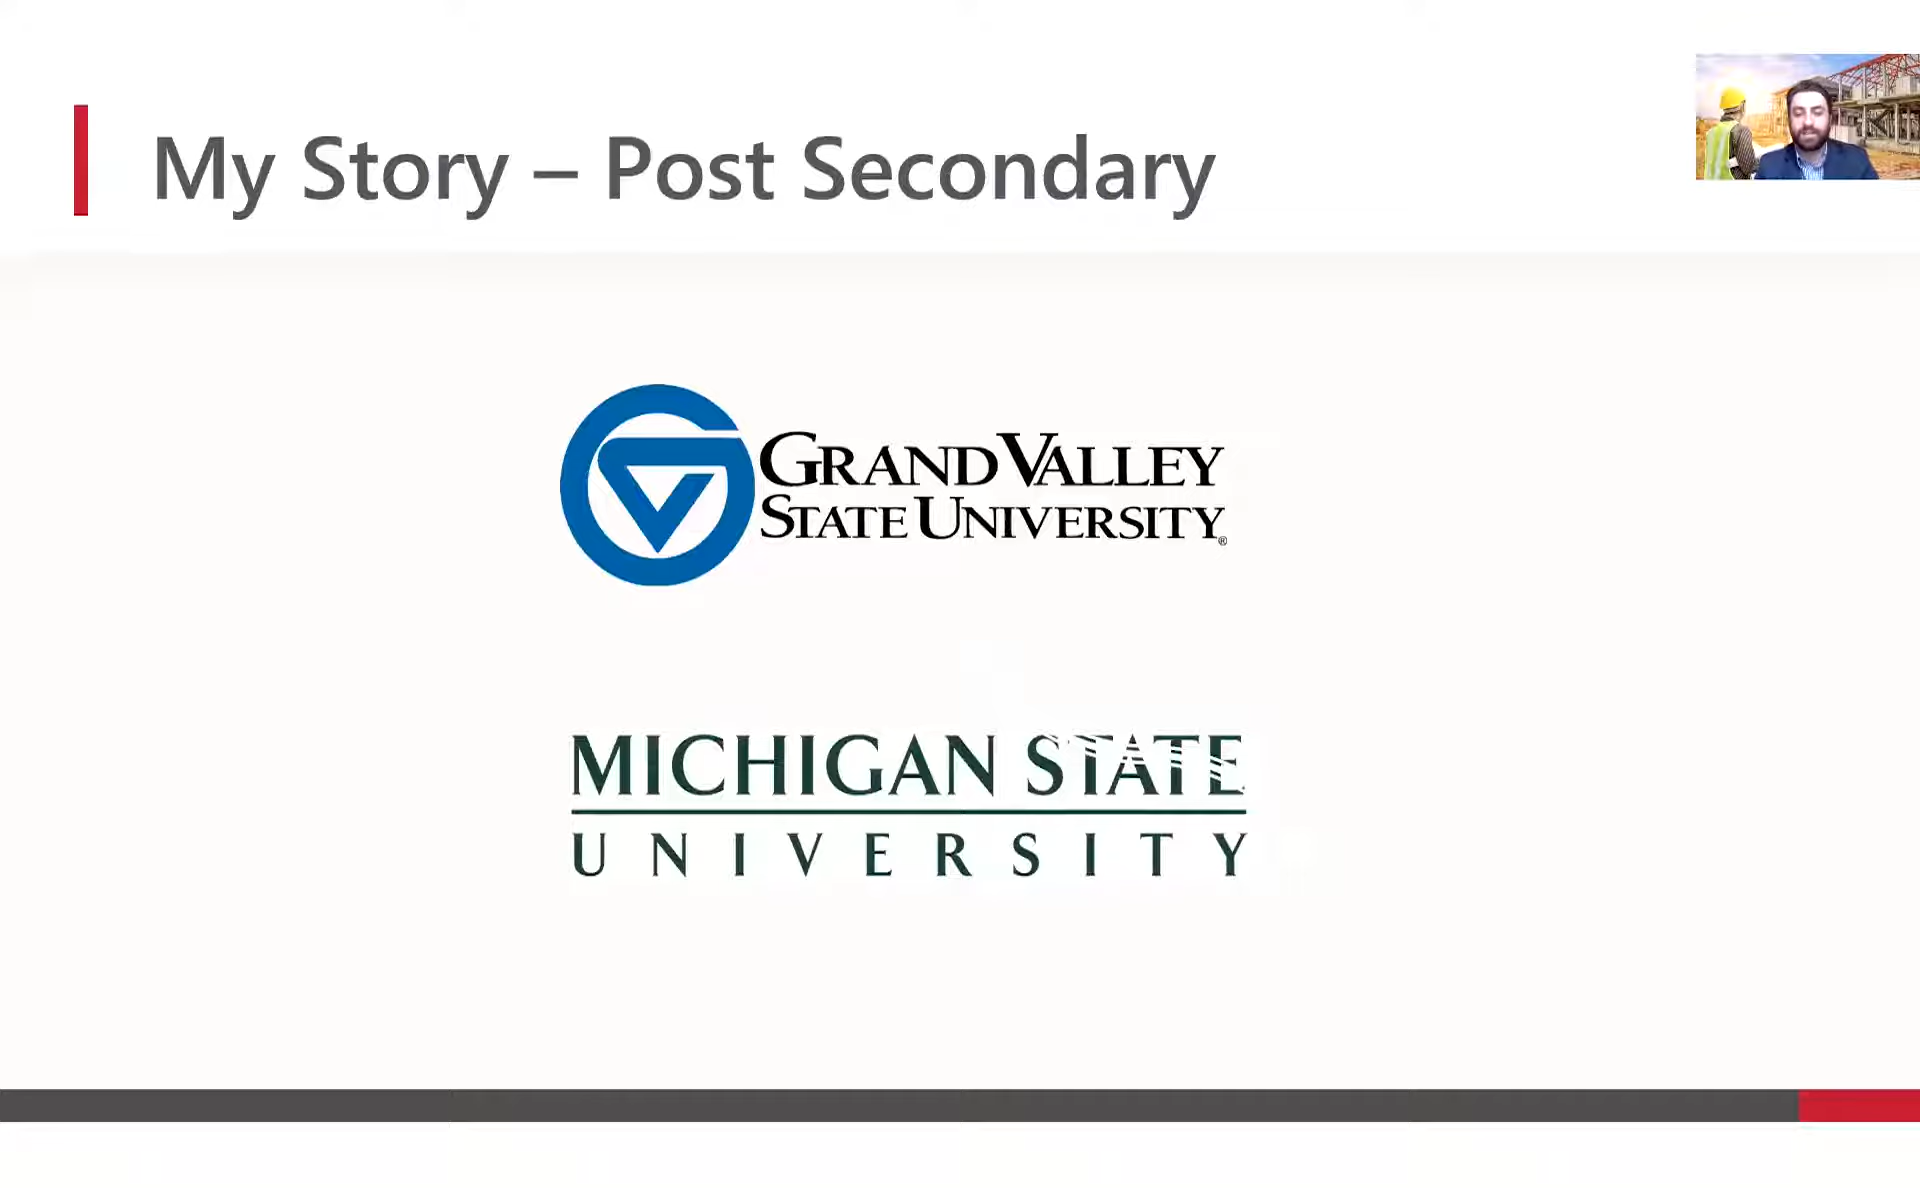 My Story – Post Secondary
GRAND VALLEY
STATE UNIVERSITY®
MICHIGAN STATE
UNIVERSITY